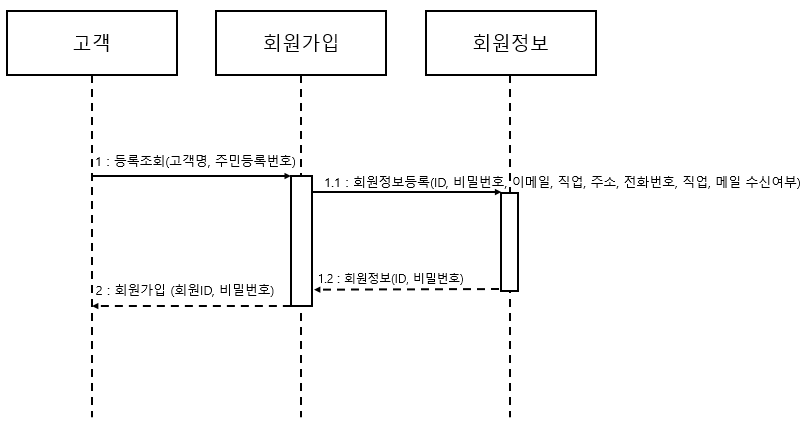 고객
회원가입
회원정보
1 : 등록조회(고객명, 주민등록번호)
1.1 : 회원정보등록(ID, 비밀번호, 이메일, 직업, 주소, 전화번호, 직업, 메일 수신여부)
1.2 : 회원정보(ID, 비밀번호)
2 : 회원가입 (회원ID, 비밀번호)